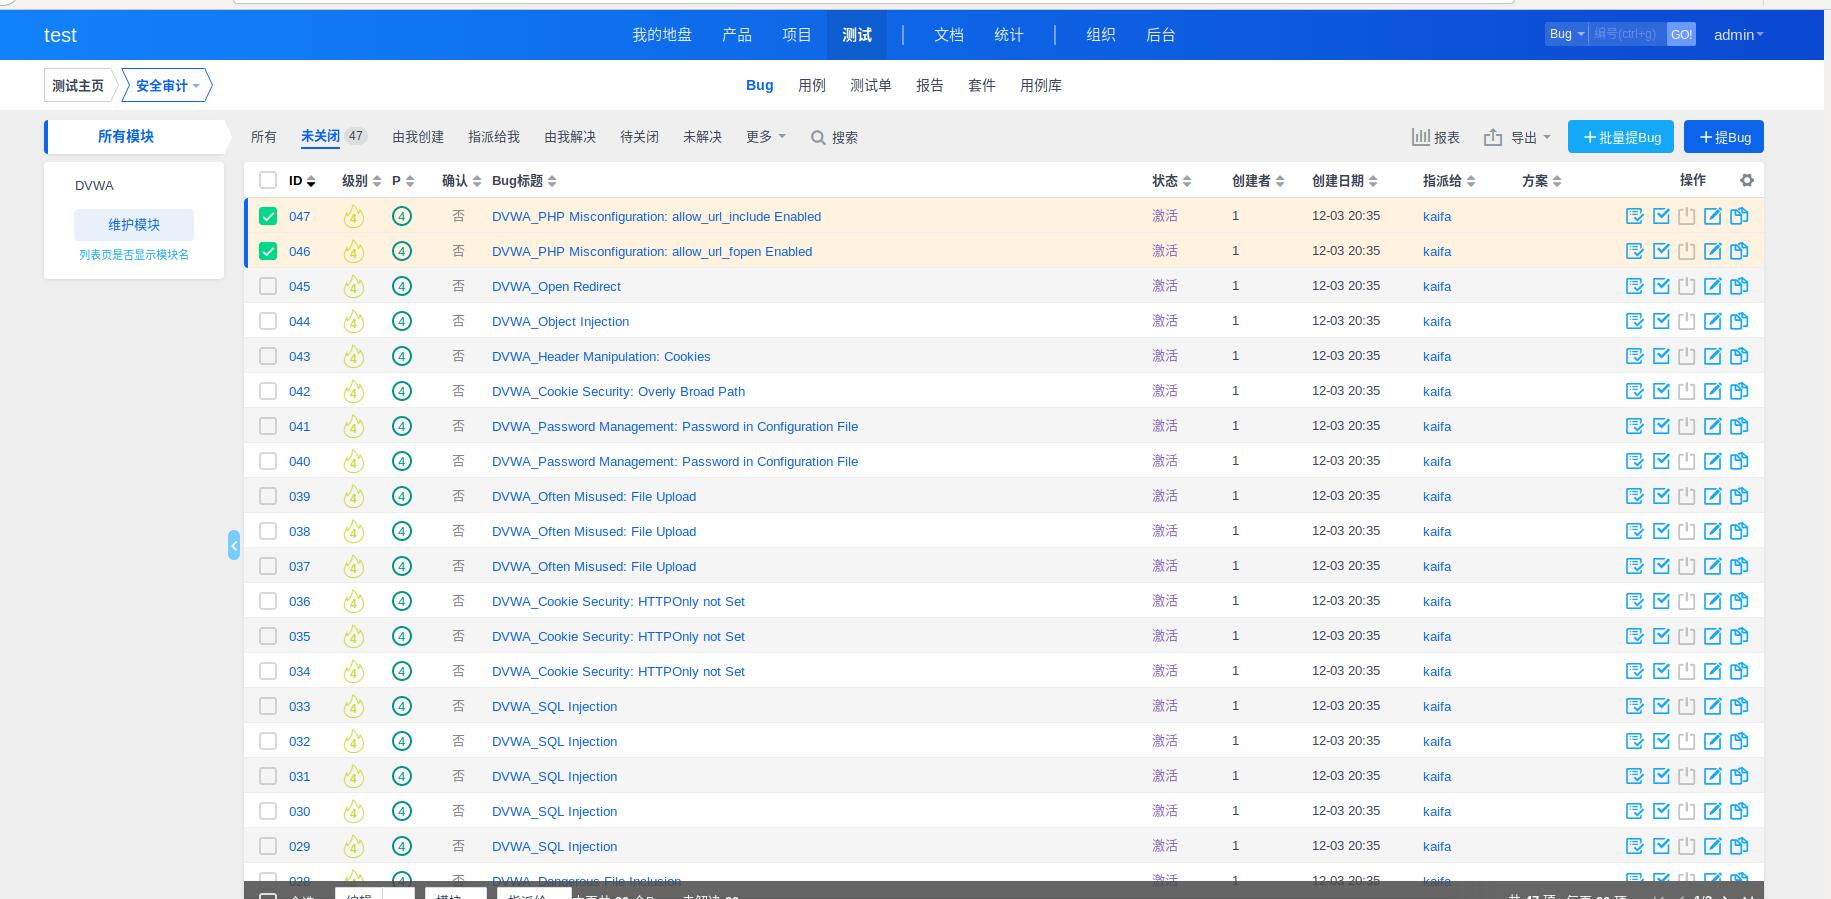 test 我的地盘 产品 项目 测试 文档 统计 组织 后台 Bug 编号(ctrl+g) GO! admin
测试主页 安全审计 Bug 用例 测试单 报告 套件 用例库
所有模块 所有 未关闭 47 由我创建 指派给我 由我解决 待关闭 未解决 更多 搜索 报表 导出 批量提Bug 提Bug
DVWA
维护模块
列表页是否显示模块名
ID 级别 P 确认 Bug标题 状态 创建者 创建日期 指派给 方案 操作
047 4 4 否 DVWA_PHP Misconfiguration: allow_url_include Enabled 激活 1 12-03 20:35 kaifa
046 4 4 否 DVWA_PHP Misconfiguration: allow_url_fopen Enabled 激活 1 12-03 20:35 kaifa
045 4 4 否 DVWA_Open Redirect 激活 1 12-03 20:35 kaifa
044 4 4 否 DVWA_Object Injection 激活 1 12-03 20:35 kaifa
043 4 4 否 DVWA_Header Manipulation: Cookies 激活 1 12-03 20:35 kaifa
042 4 4 否 DVWA_Cookie Security: Overly Broad Path 激活 1 12-03 20:35 kaifa
041 4 4 否 DVWA_Password Management: Password in Configuration File 激活 1 12-03 20:35 kaifa
040 4 4 否 DVWA_Password Management: Password in Configuration File 激活 1 12-03 20:35 kaifa
039 4 4 否 DVWA_Often Misused: File Upload 激活 1 12-03 20:35 kaifa
038 4 4 否 DVWA_Often Misused: File Upload 激活 1 12-03 20:35 kaifa
037 4 4 否 DVWA_Often Misused: File Upload 激活 1 12-03 20:35 kaifa
036 4 4 否 DVWA_Cookie Security: HTTPOnly not Set 激活 1 12-03 20:35 kaifa
035 4 4 否 DVWA_Cookie Security: HTTPOnly not Set 激活 1 12-03 20:35 kaifa
034 4 4 否 DVWA_Cookie Security: HTTPOnly not Set 激活 1 12-03 20:35 kaifa
033 4 4 否 DVWA_SQL Injection 激活 1 12-03 20:35 kaifa
032 4 4 否 DVWA_SQL Injection 激活 1 12-03 20:35 kaifa
031 4 4 否 DVWA_SQL Injection 激活 1 12-03 20:35 kaifa
030 4 4 否 DVWA_SQL Injection 激活 1 12-03 20:35 kaifa
029 4 4 否 DVWA_SQL Injection 激活 1 12-03 20:35 kaifa
028 4 4 否 DVWA_Dangerous File Inclusion 激活 1 12-03 20:35 kaifa